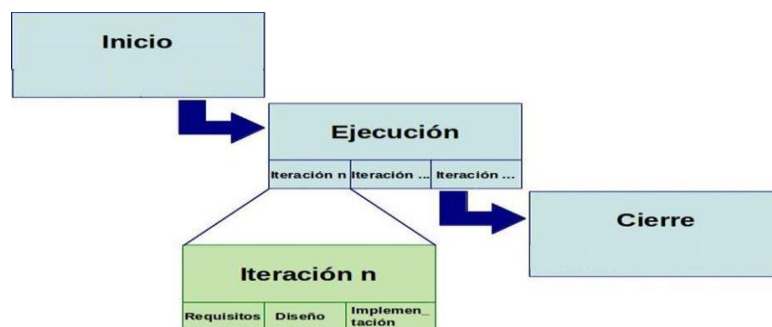 Inicio
Ejecución
Iteración n
Iteración ...
Iteración ...
Cierre
Iteración n
Requisitos
Diseño
Implemen_
tación